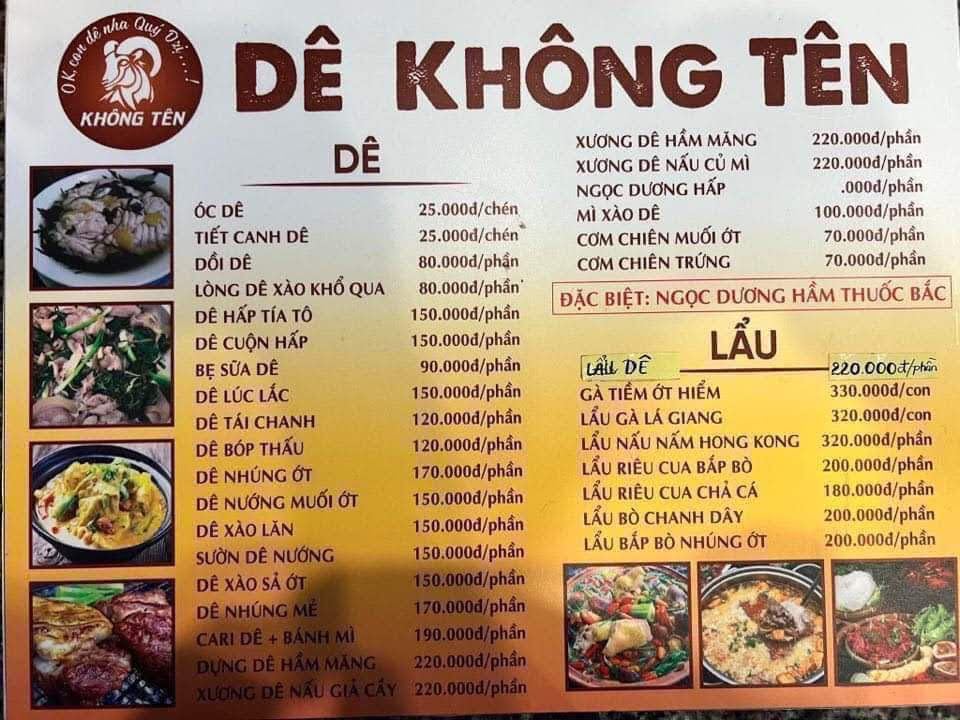 O.K con dê nha Quý Dzị....!
KHÔNG TÊN
DÊ KHÔNG TÊN
DÊ
ÓC DÊ 25.000đ/chén
TIẾT CANH DÊ 25.000đ/chén
DỒI DÊ 80.000đ/phần
LÒNG DÊ XÀO KHỔ QUA 80.000đ/phần
DÊ HẤP TÍA TÔ 150.000đ/phần
DÊ CUỘN HẤP 150.000đ/phần
BẸ SỮA DÊ 90.000đ/phần
DÊ LÚC LẮC 150.000đ/phần
DÊ TÁI CHANH 120.000đ/phần
DÊ BÓP THẤU 120.000đ/phần
DÊ NHÚNG ỚT 170.000đ/phần
DÊ NƯỚNG MUỐI ỚT 150.000đ/phần
DÊ XÀO LĂN 150.000đ/phần
SƯỜN DÊ NƯỚNG 150.000đ/phần
DÊ XÀO SẢ ỚT 150.000đ/phần
DÊ NHÚNG MẺ 170.000đ/phần
CARI DÊ + BÁNH MÌ 190.000đ/phần
DỰNG DÊ HẦM MĂNG 220.000đ/phần
XƯƠNG DÊ NẤU GIẢ CẦY 220.000đ/phần
XƯƠNG DÊ HẦM MĂNG 220.000đ/phần
XƯƠNG DÊ NẤU CỦ MÌ 220.000đ/phần
NGỌC DƯƠNG HẤP .000đ/phần
MÌ XÀO DÊ 100.000đ/phần
CƠM CHIÊN MUỐI ỚT 70.000đ/phần
CƠM CHIÊN TRỨNG 70.000đ/phần
ĐẶC BIỆT: NGỌC DƯƠNG HẦM THUỐC BẮC
LẨU
LẨU DÊ 220.000đ/phần
GÀ TIỀM ỚT HIỂM 330.000đ/con
LẨU GÀ LÁ GIANG 320.000đ/con
LẨU NẤU NẤM HONG KONG 320.000đ/phần
LẨU RIÊU CUA BẮP BÒ 200.000đ/phần
LẨU RIÊU CUA CHẢ CÁ 180.000đ/phần
LẨU BÒ CHANH DÂY 200.000đ/phần
LẨU BẮP BÒ NHÚNG ỚT 200.000đ/phần